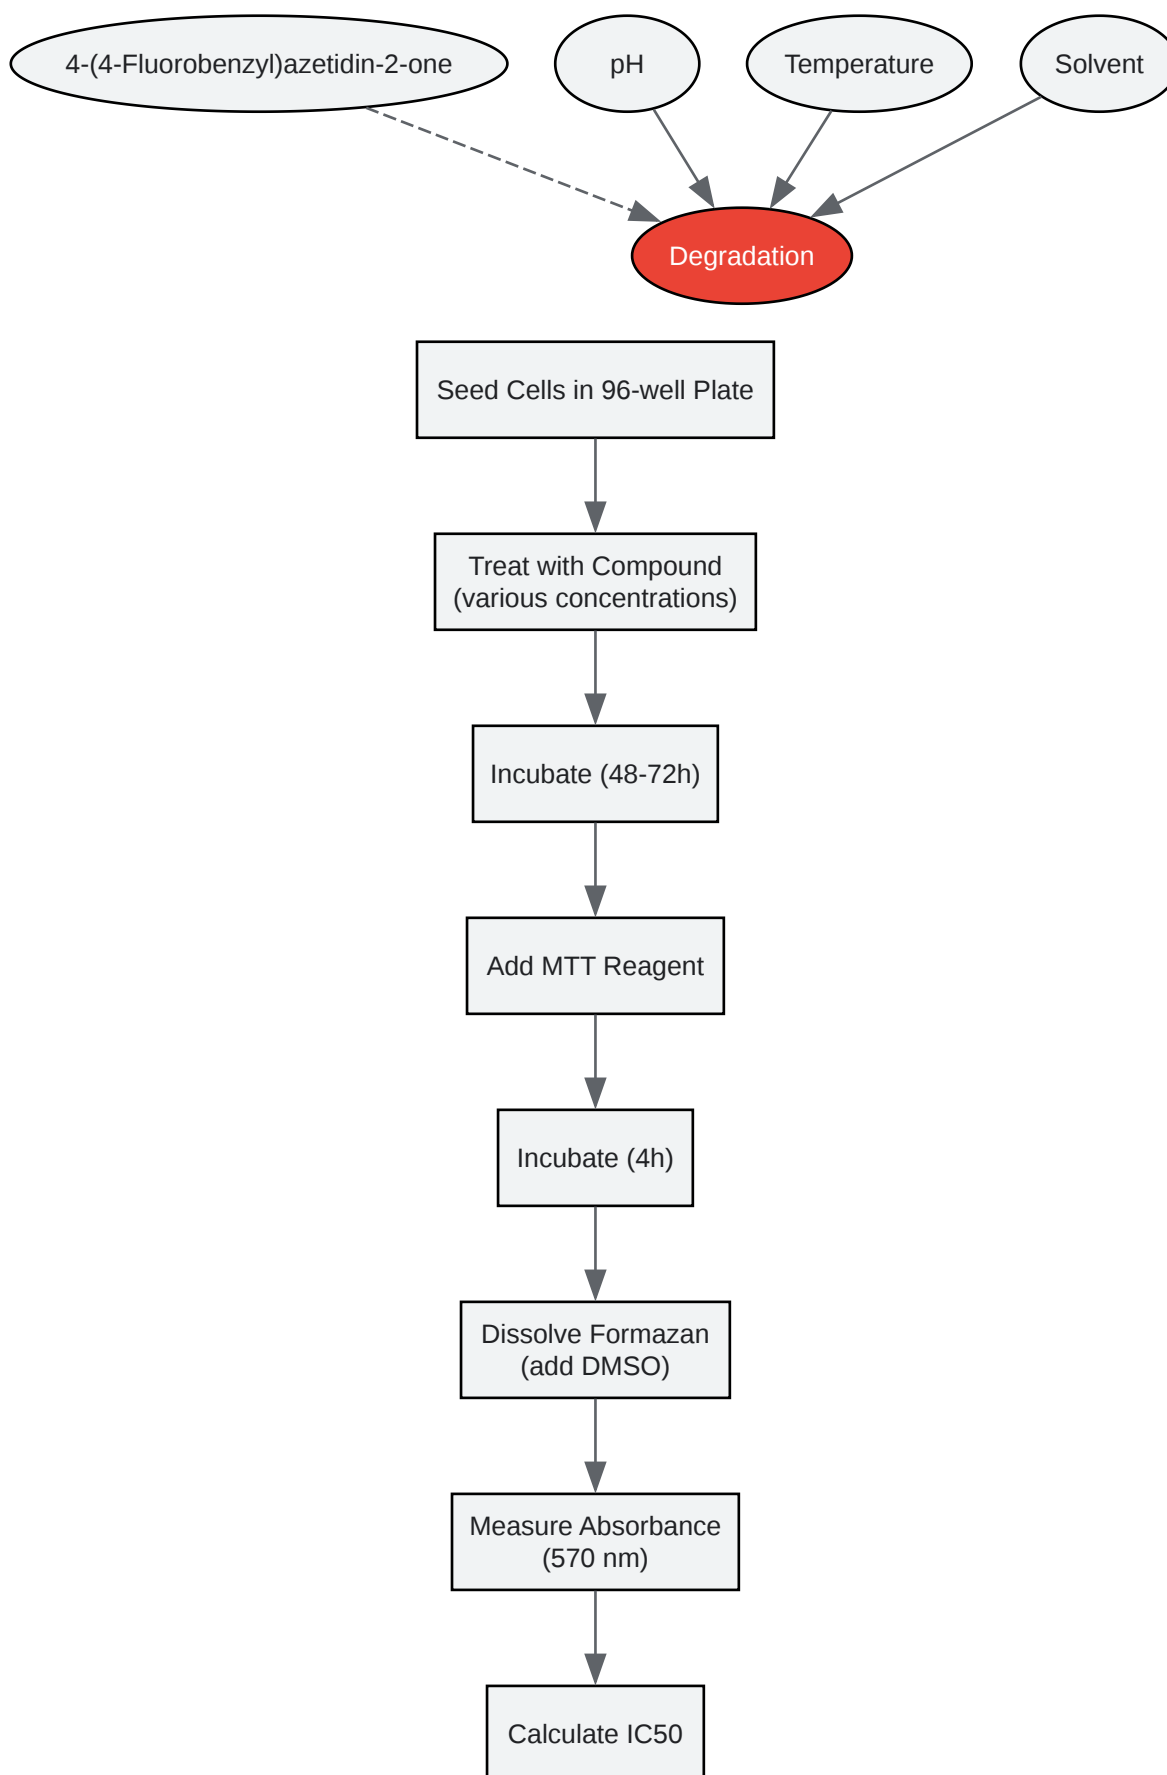 4-(4-Fluorobenzyl)azetidin-2-one
pH
Temperature
Solvent
Degradation
Seed Cells in 96-well Plate
Treat with Compound
(various concentrations)
Incubate (48-72h)
Add MTT Reagent
Incubate (4h)
Dissolve Formazan
(add DMSO)
Measure Absorbance
(570 nm)
Calculate IC50